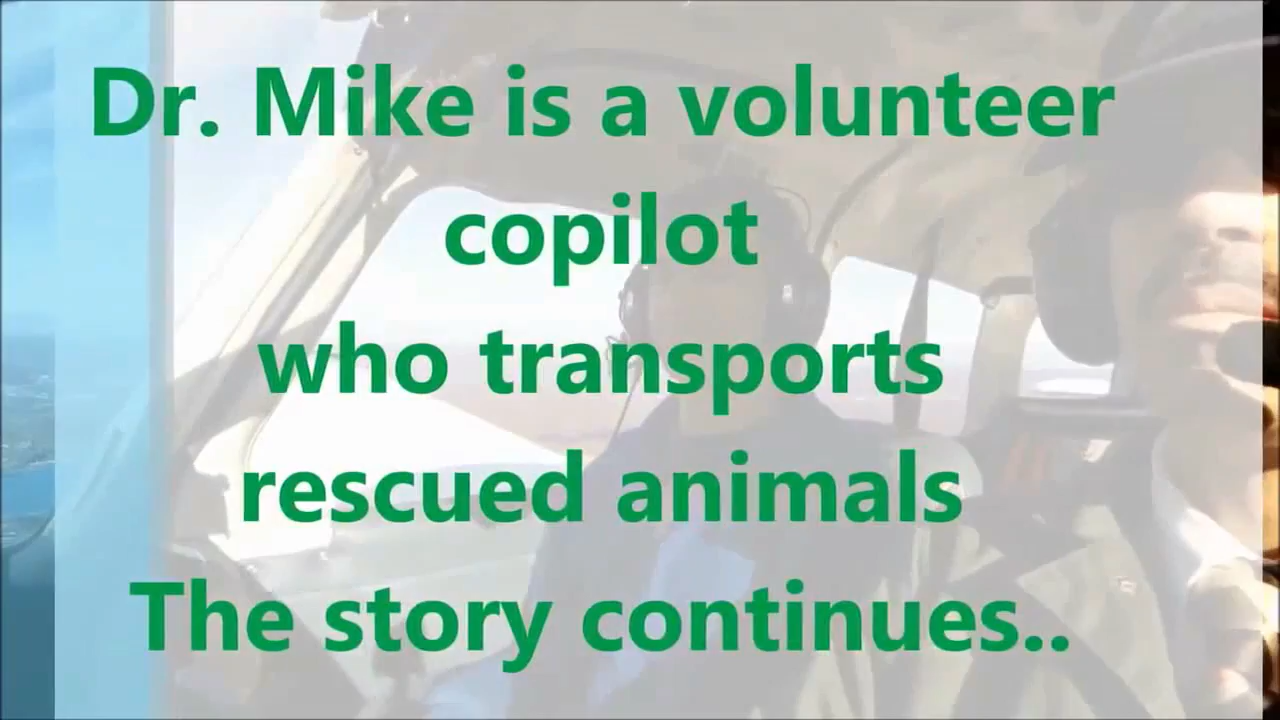 Dr. Mike is a volunteer
copilot
who transports
rescued animals
The story continues..